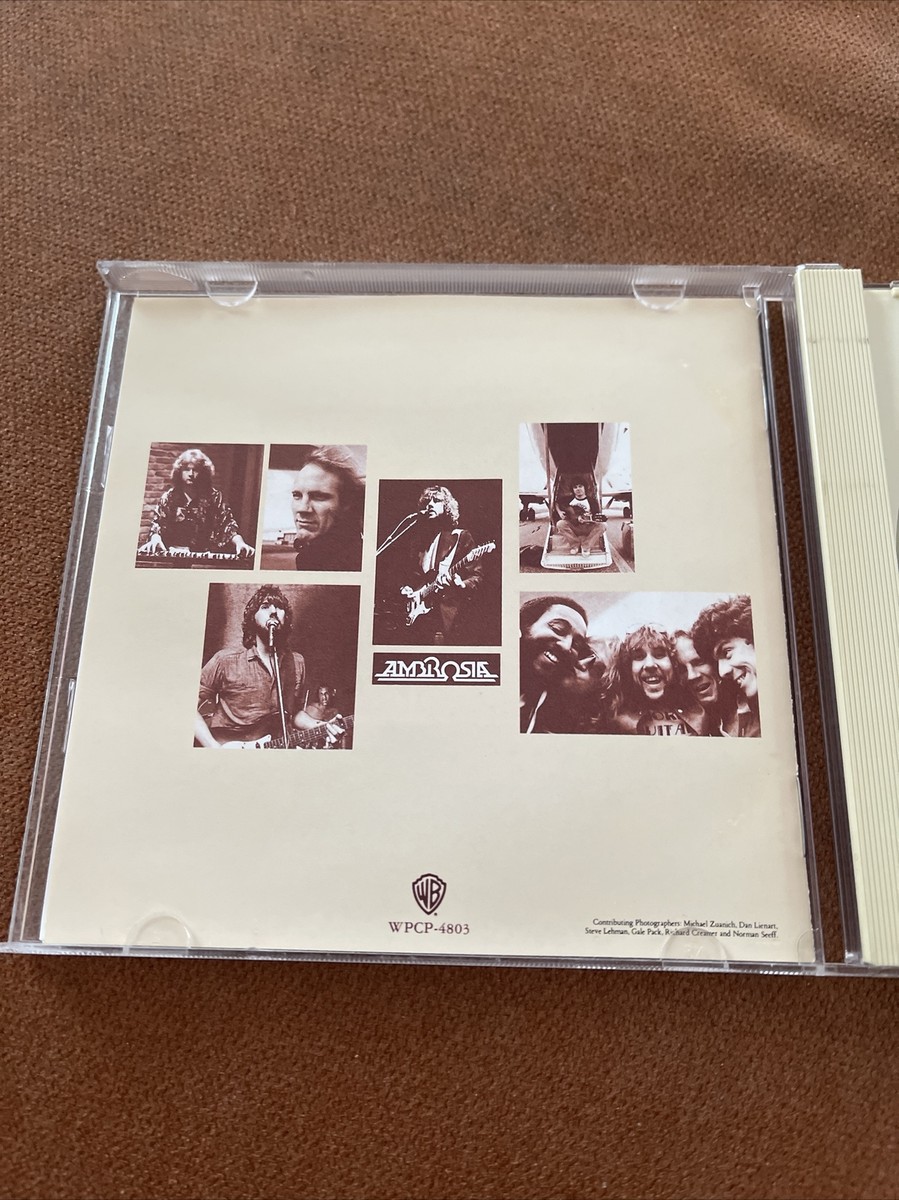 AMBROSIA
WB
WPCP-4803
Contributing Photographers: Michael Zuanich, Dan Lienart,
Steve Lehman, Gale Pack, Richard Creamer and Norman Seeff.